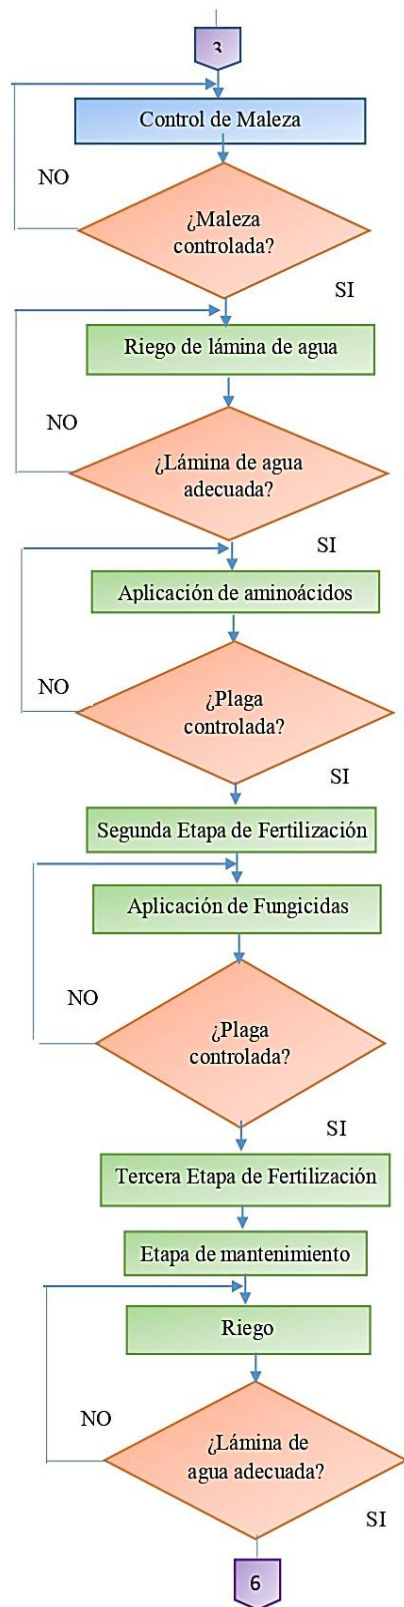 3
Control de Maleza
NO
¿Maleza
controlada?
SI
Riego de lámina de agua
NO
¿Lámina de agua
adecuada?
SI
Aplicación de aminoácidos
NO
¿Plaga
controlada?
SI
Segunda Etapa de Fertilización
Aplicación de Fungicidas
NO
¿Plaga
controlada?
SI
Tercera Etapa de Fertilización
Etapa de mantenimiento
Riego
NO
¿Lámina de
agua adecuada?
SI
6